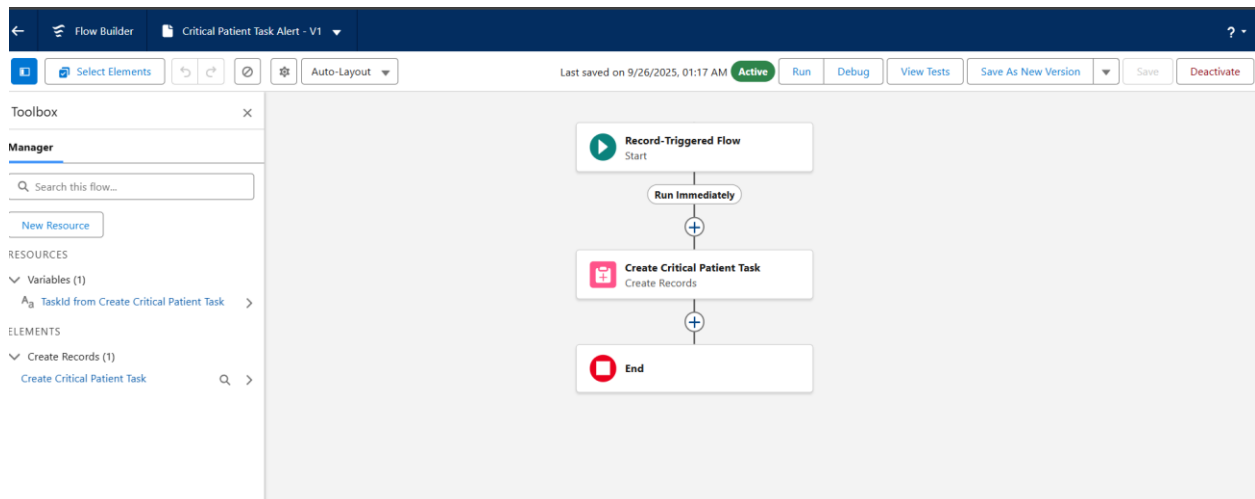 Flow Builder Critical Patient Task Alert - V1 ?
Select Elements Auto-Layout Last saved on 9/26/2025, 01:17 AM Active Run Debug View Tests Save As New Version Save Deactivate
Toolbox
Manager
Search this flow...
New Resource
RESOURCES
Variables (1)
Aa TaskId from Create Critical Patient Task
ELEMENTS
Create Records (1)
Create Critical Patient Task
Record-Triggered Flow
Start
Run Immediately
Create Critical Patient Task
Create Records
End